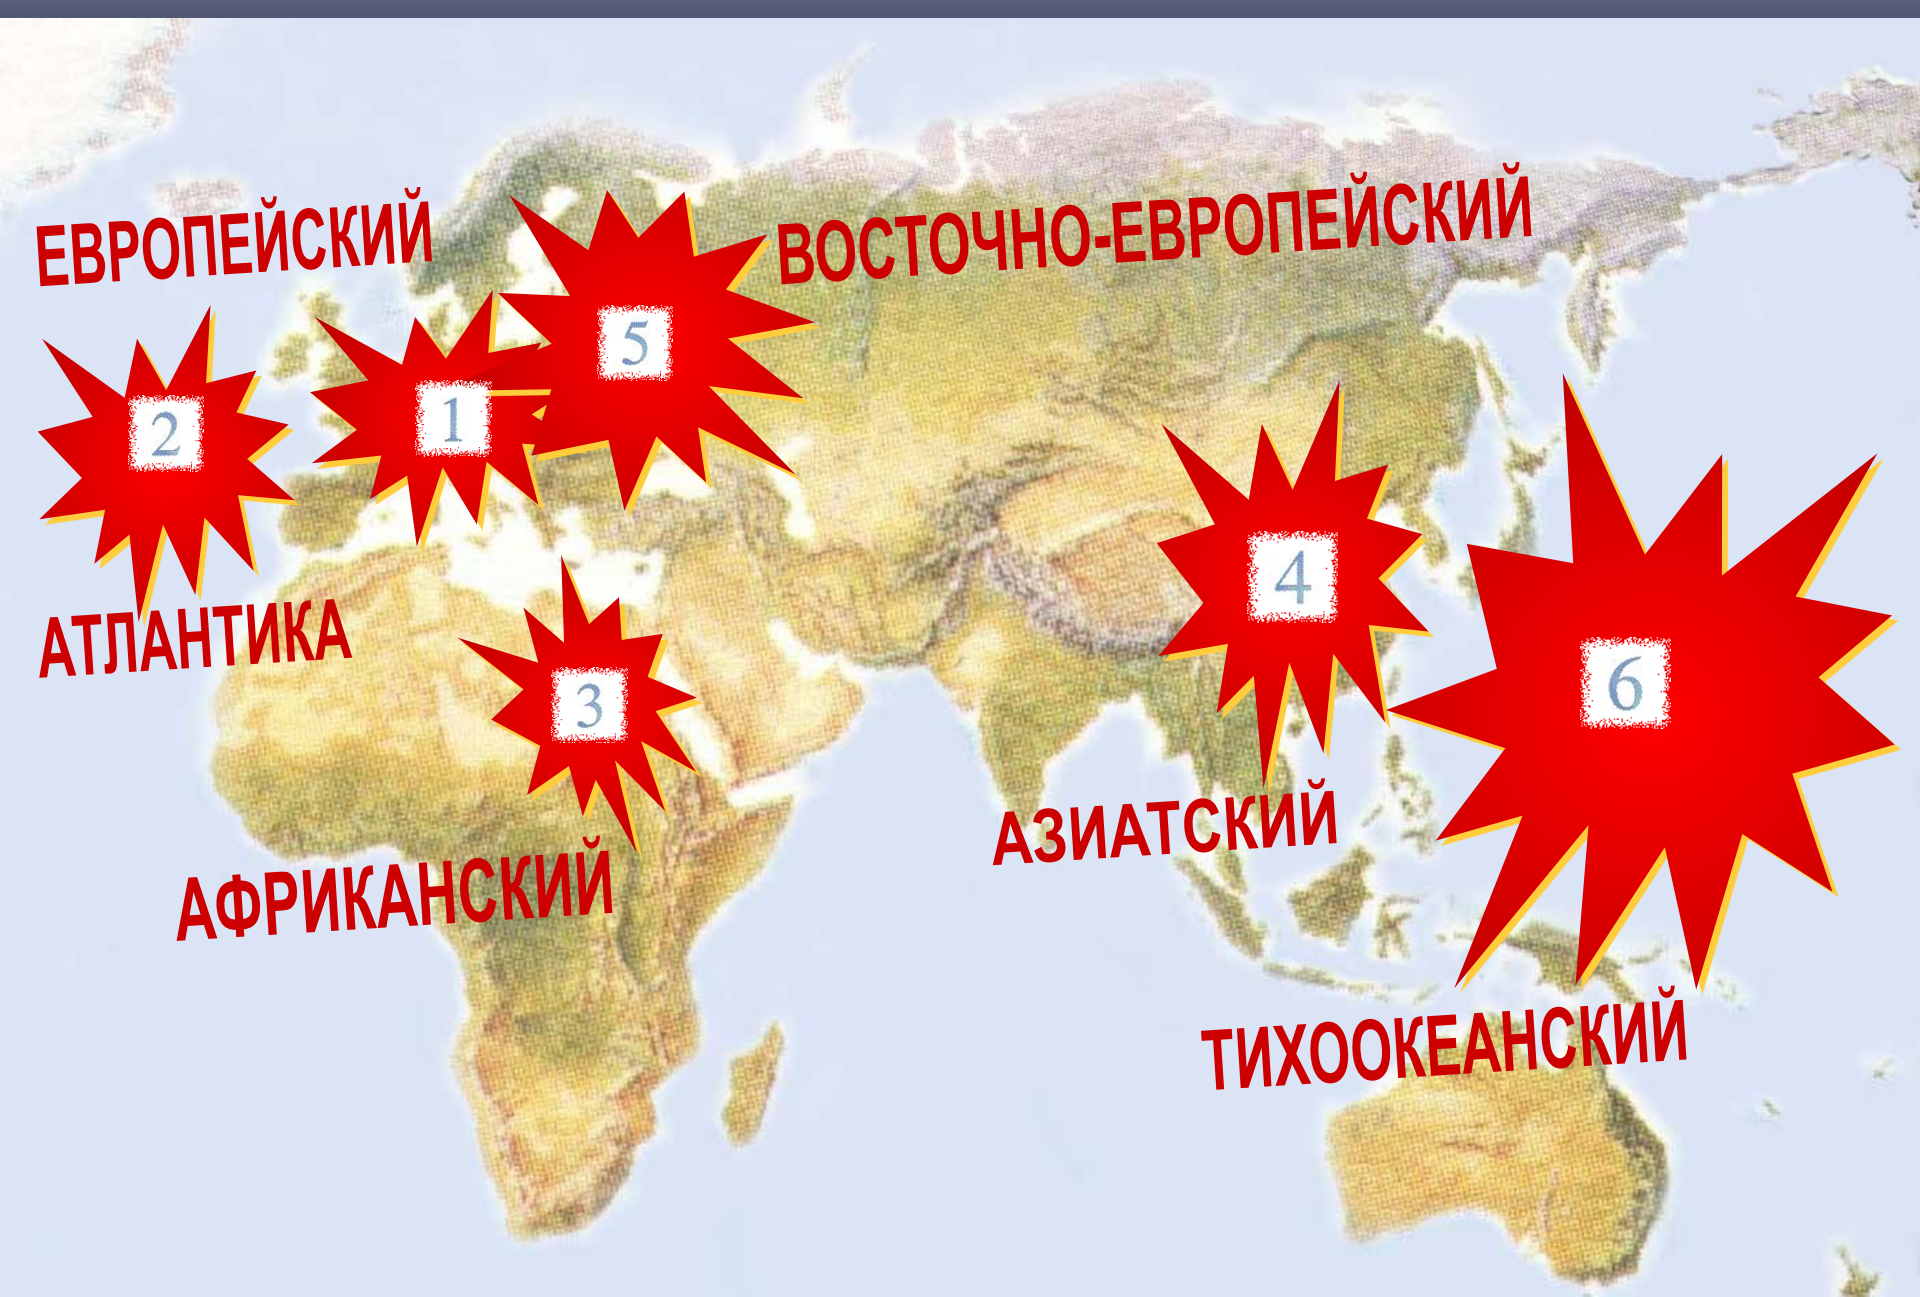 ЕВРОПЕЙСКИЙ
ВОСТОЧНО-ЕВРОПЕЙСКИЙ
5
1
2
4
АТЛАНТИКА
3
6
АЗИАТСКИЙ
АФРИКАНСКИЙ
ТИХООКЕАНСКИЙ